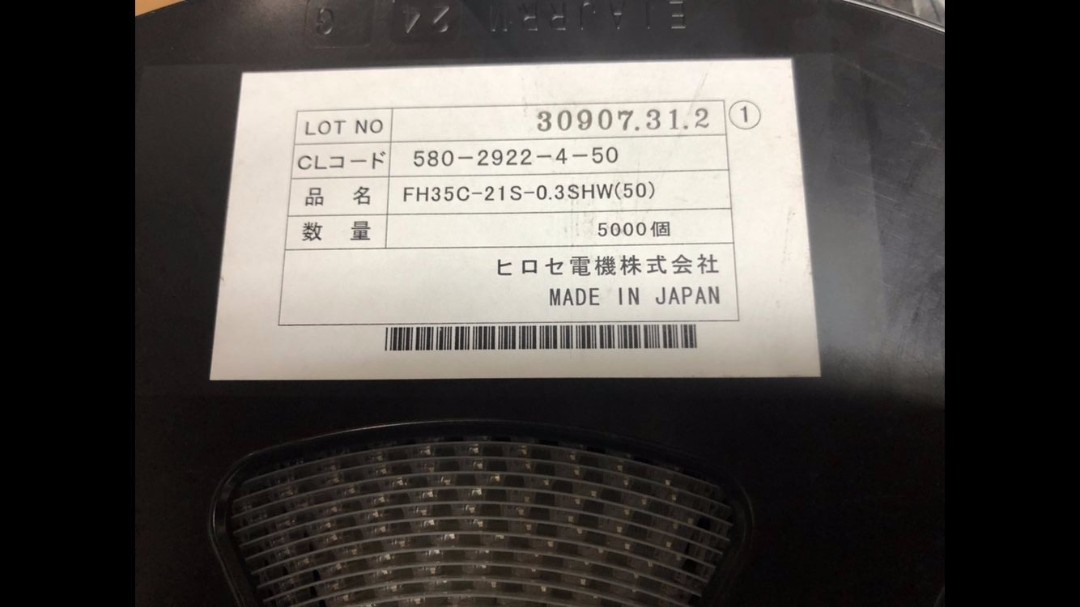 EIAJRRM 24 G
LOT NO 30907.31.2 ①
CLコード 580-2922-4-50
品名 FH35C-21S-0.3SHW(50)
数量 5000個
ヒロセ電機株式会社
MADE IN JAPAN